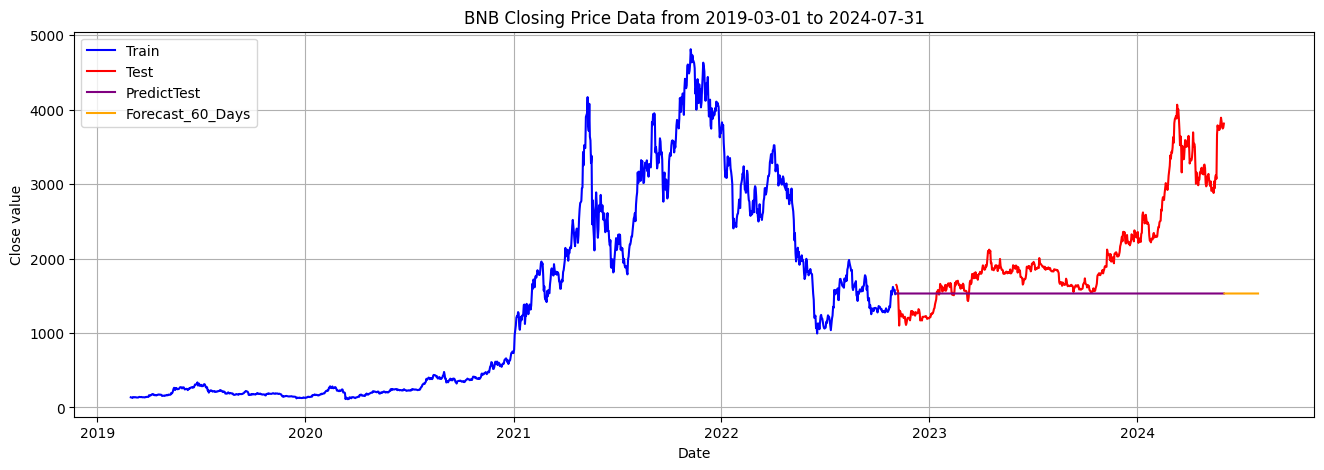 BNB Closing Price Data from 2019-03-01 to 2024-07-31
Train
Test
PredictTest
Forecast_60_Days
Close value
5000
4000
3000
2000
1000
0
2019
2020
2021
2022
2023
2024
Date